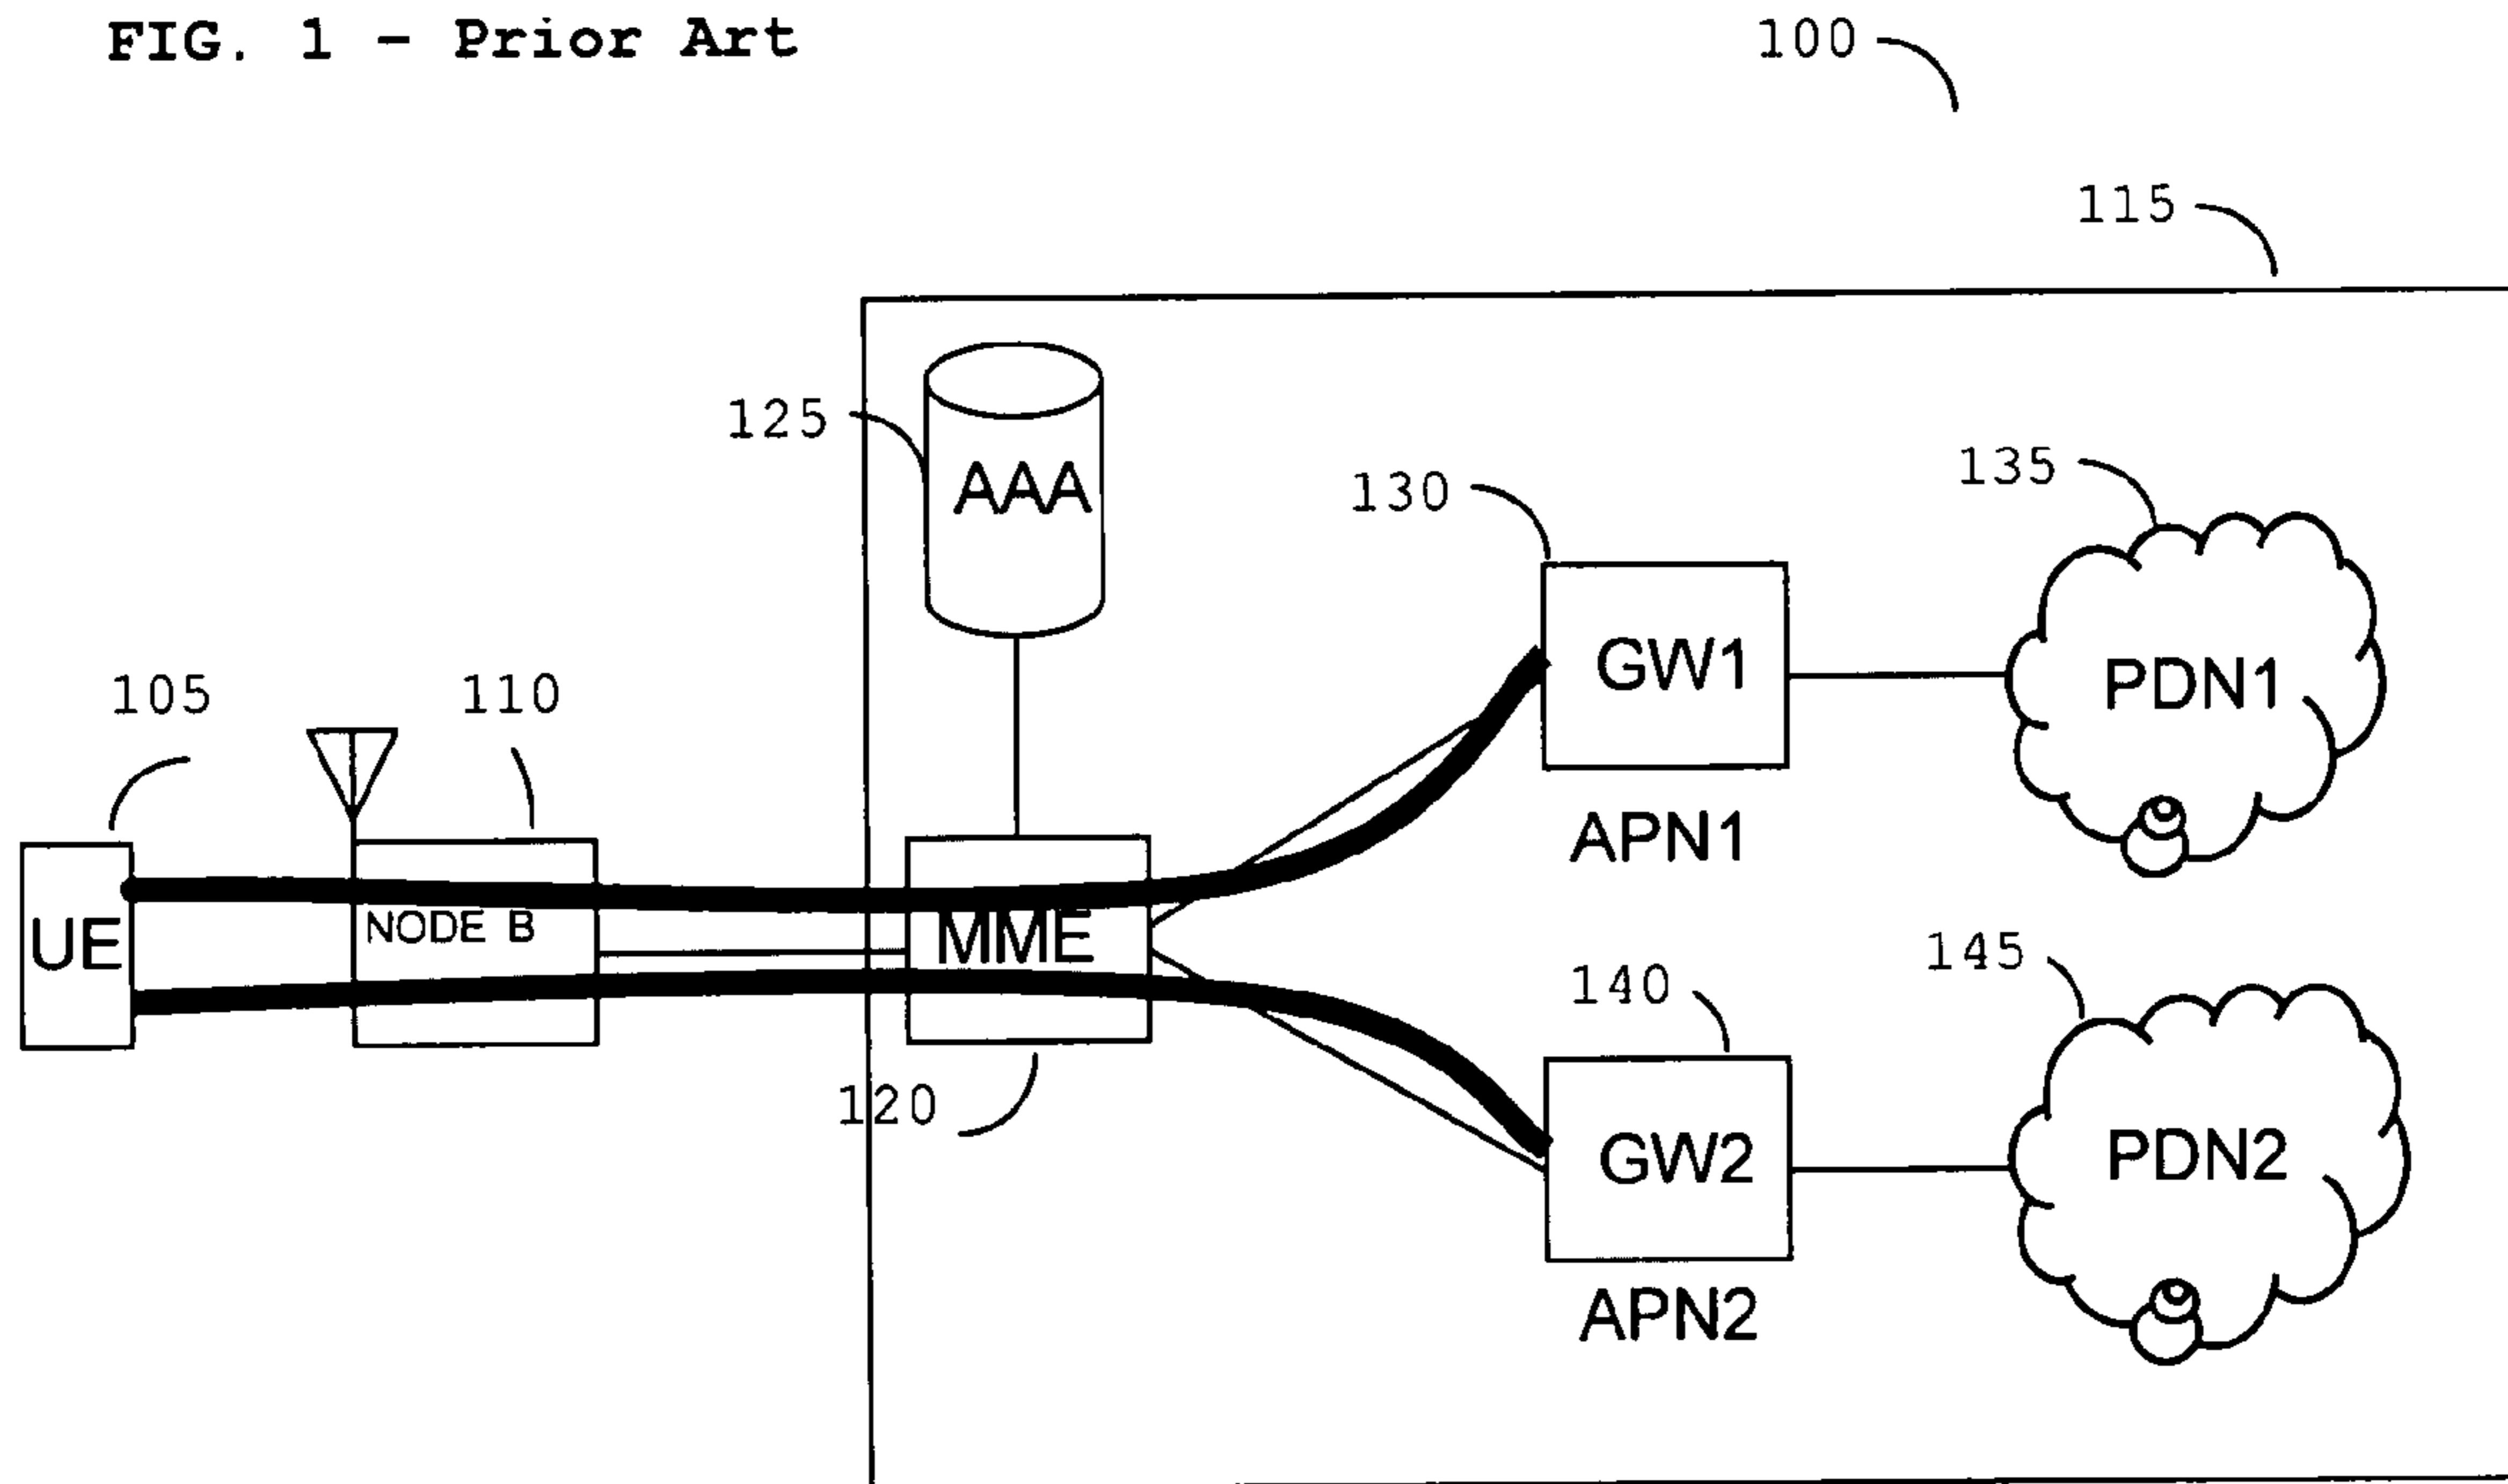 FIG. 1 - Prior Art
100
115
125
AAA
130
135
GW1
PDN1
105
110
APN1
UE
NODE B
MME
140
145
120
GW2
PDN2
APN2